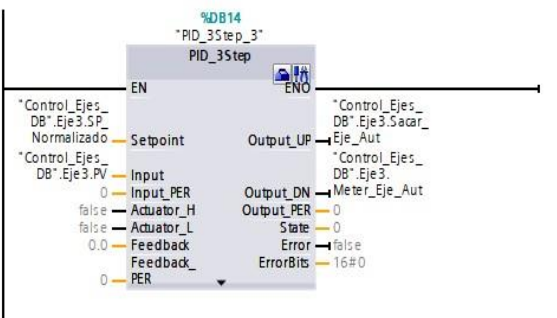 %DB14
"PID_3Step_3"
PID_3Step
EN
ENO
"Control_Ejes_
DB".Eje3.SP_
Normalizado
Setpoint
"Control_Ejes_
DB".Eje3.PV
Input
0
Input_PER
false
Actuator_H
false
Actuator_L
0.0
Feedback
0
Feedback_
PER
Output_UP
"Control_Ejes_
DB".Eje3.Sacar_
Eje_Aut
Output_DN
"Control_Ejes_
DB".Eje3.
Meter_Eje_Aut
Output_PER
0
State
0
Error
false
ErrorBits
16#0